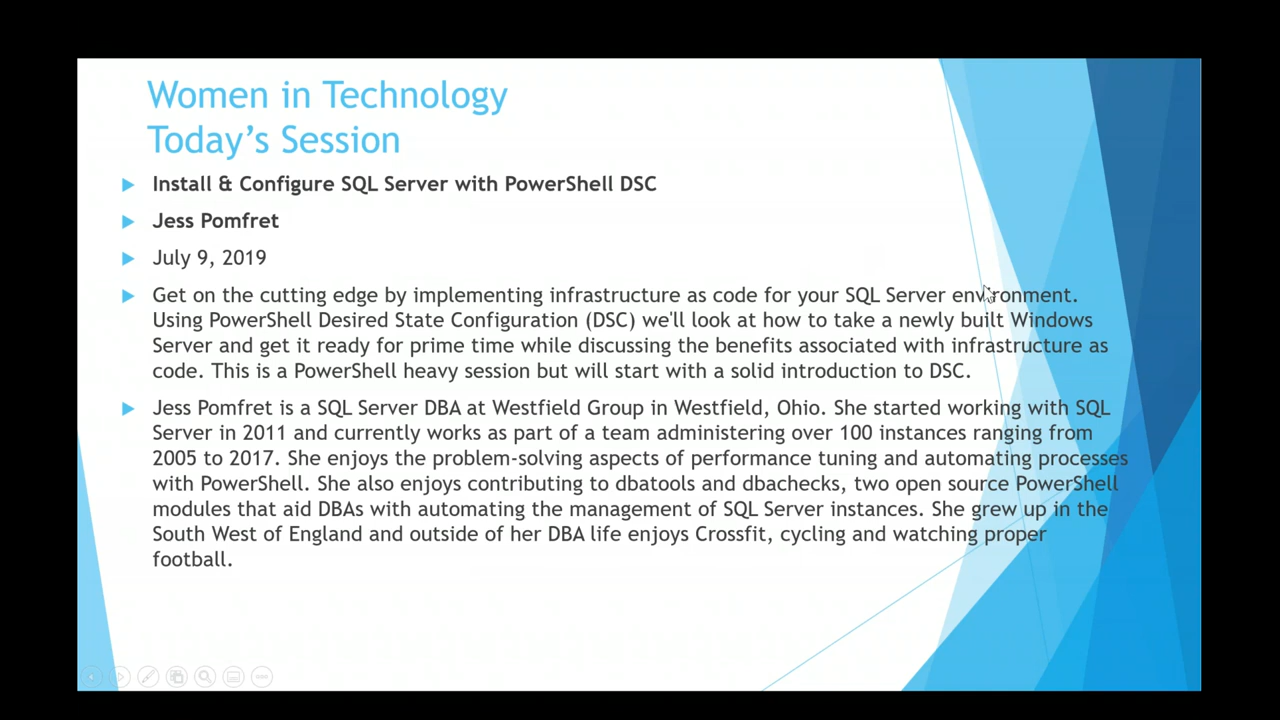 Women in Technology
Today's Session
Install & Configure SQL Server with PowerShell DSC
Jess Pomfret
July 9, 2019
Get on the cutting edge by implementing infrastructure as code for your SQL Server environment.
Using PowerShell Desired State Configuration (DSC) we'll look at how to take a newly built Windows
Server and get it ready for prime time while discussing the benefits associated with infrastructure as
code. This is a PowerShell heavy session but will start with a solid introduction to DSC.
Jess Pomfret is a SQL Server DBA at Westfield Group in Westfield, Ohio. She started working with SQL
Server in 2011 and currently works as part of a team administering over 100 instances ranging from
2005 to 2017. She enjoys the problem-solving aspects of performance tuning and automating processes
with PowerShell. She also enjoys contributing to dbatools and dbachecks, two open source PowerShell
modules that aid DBAs with automating the management of SQL Server instances. She grew up in the
South West of England and outside of her DBA life enjoys Crossfit, cycling and watching proper
football.